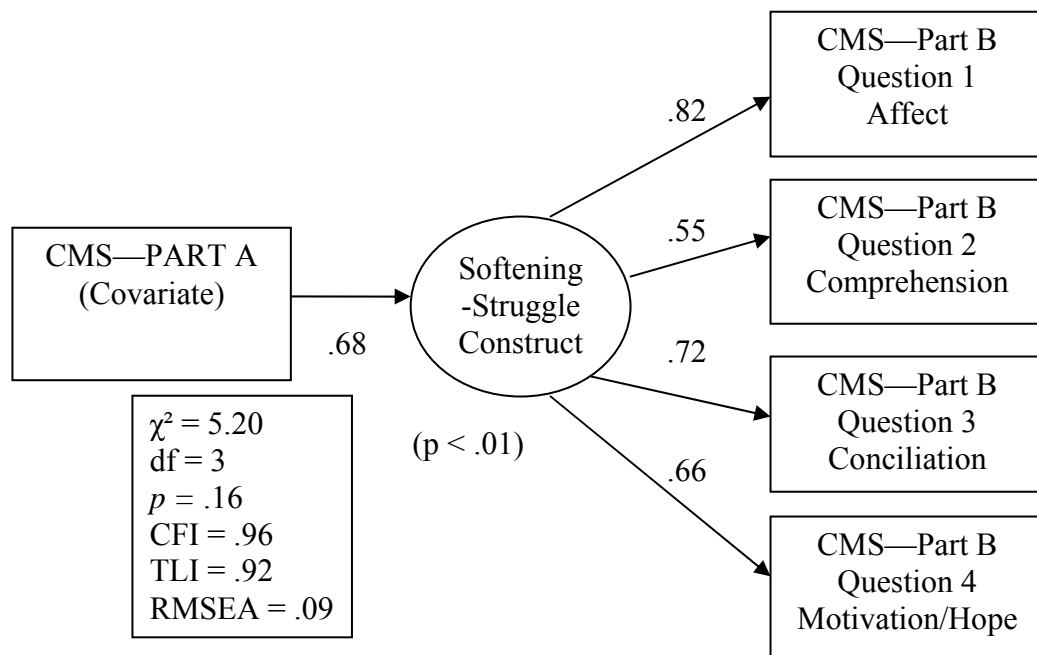 CMS—PART A
(Covariate)
.68
χ² = 5.20
df = 3
p = .16
CFI = .96
TLI = .92
RMSEA = .09
Softening
-Struggle
Construct
(p < .01)
.82
.55
.72
.66
CMS—Part B
Question 1
Affect
CMS—Part B
Question 2
Comprehension
CMS—Part B
Question 3
Conciliation
CMS—Part B
Question 4
Motivation/Hope